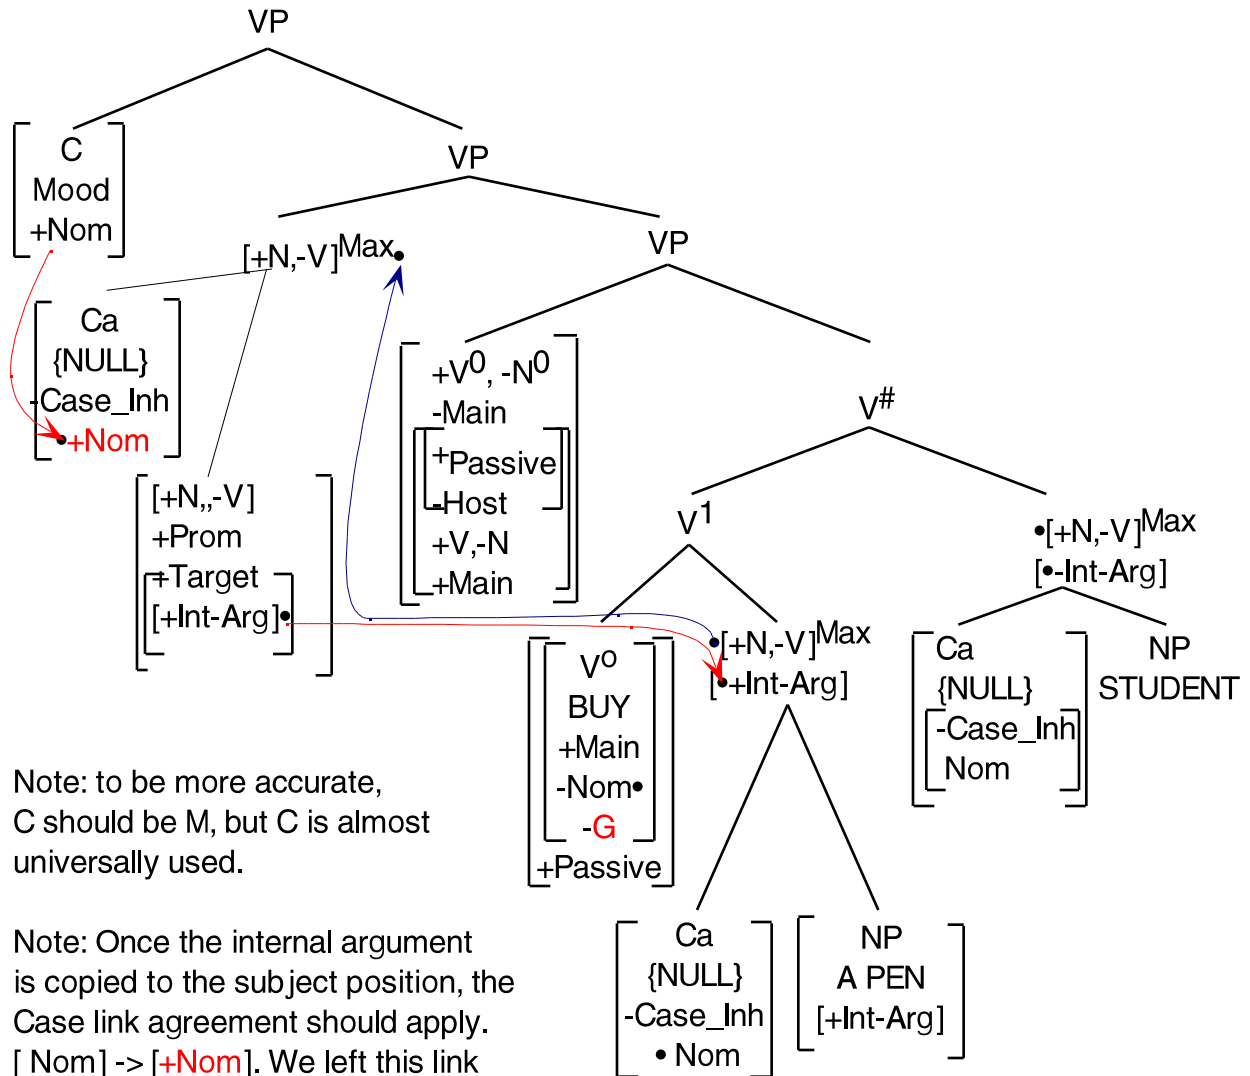 VP
C
Mood
+Nom
VP
[+N,-V]Max
VP
Ca
{NULL}
-Case_Inh
•+Nom
+V0, -N0
-Main
+Passive
-Host
+V,-N
+Main
V#
[+N,,-V]
+Prom
+Target
[+Int-Arg]•
V1
•[+N,-V]Max
[•-Int-Arg]
•[+N,-V]Max
[•+Int-Arg]
Vo
BUY
+Main
-Nom•
-G
+Passive
Ca
{NULL}
-Case_Inh
Nom
NP
STUDENT
Note: to be more accurate,
C should be M, but C is almost
universally used.
Ca
{NULL}
-Case_Inh
• Nom
NP
A PEN
[+Int-Arg]
Note: Once the internal argument
is copied to the subject position, the
Case link agreement should apply.
[ Nom] -> [+Nom]. We left this link